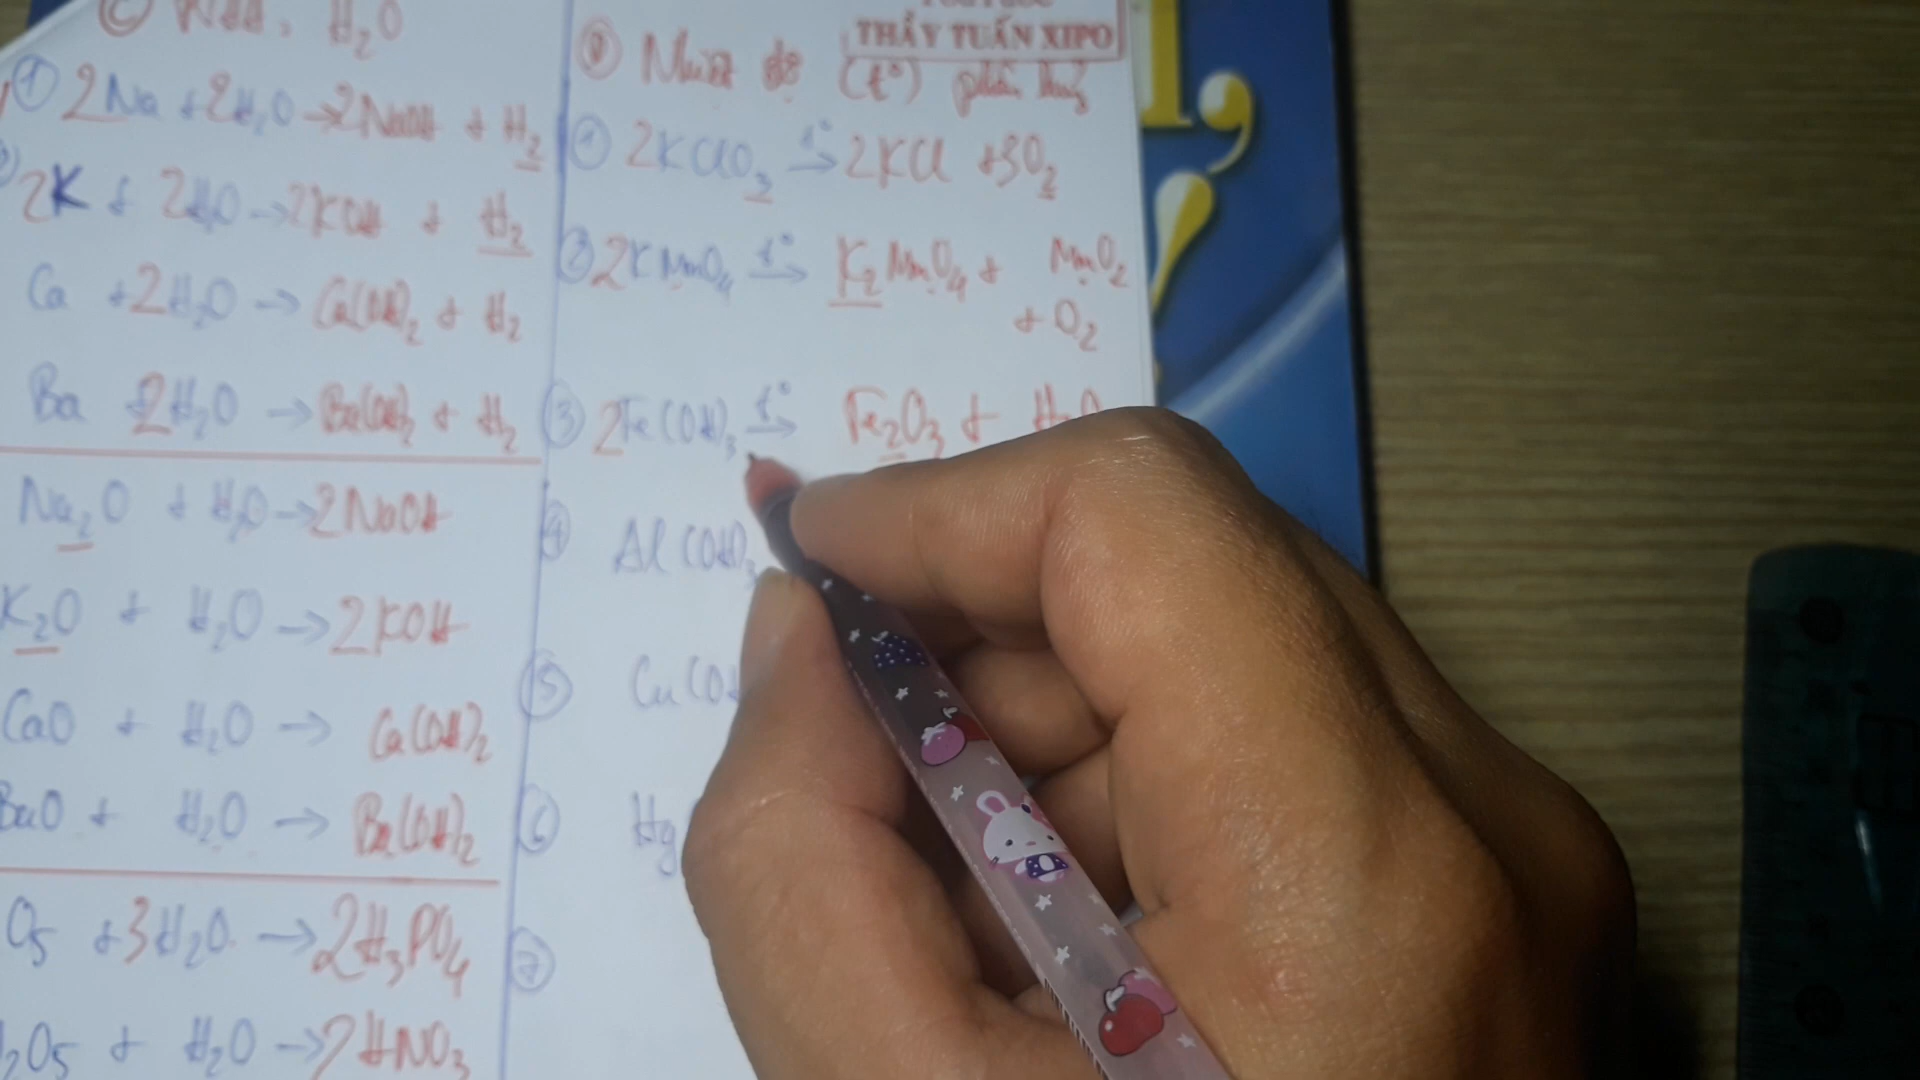 C H2O
1 2Na + 2H2O → 2NaOH + H2
2K + 2H2O → 2KOH + H2
Ca + 2H2O → Ca(OH)2 + H2
Ba + 2H2O → Ba(OH)2 + H2
Na2O + H2O → 2NaOH
K2O + H2O → 2KOH
CaO + H2O → Ca(OH)2
BaO + H2O → Ba(OH)2
O5 + 3H2O → 2H3PO4
2O5 + H2O → 2HNO3
THẦY TUẤN XIPO
(t°) phân huỷ
1 2KClO3 t° → 2KCl + 3O2
2 2KMnO4 t° → K2MnO4 + MnO2
+ O2
3 2Fe(OH)3 t° → Fe2O3 + H2O
4 Al(OH)3
5 Cu(O
6 Hg
7